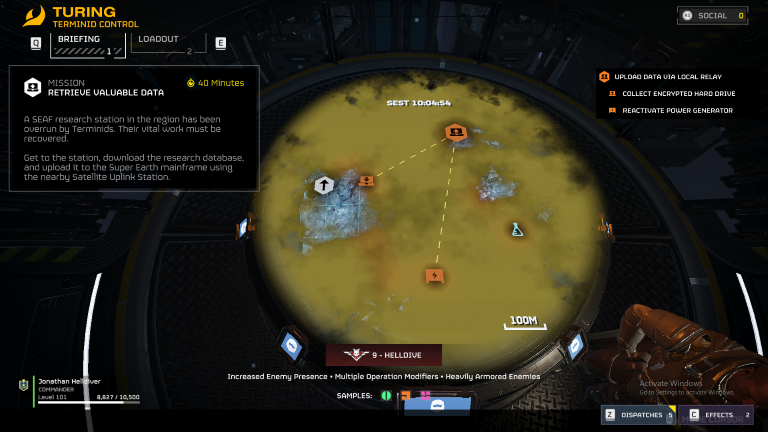 TURING
TERMINID CONTROL
SOCIAL 0
Q
BRIEFING
1
LOADOUT
2
E
MISSION
RETRIEVE VALUABLE DATA
40 Minutes
A SEAF research station in the region has been
overrun by Terminids. Their vital work must be
recovered.
Get to the station, download the research database,
and upload it to the Super Earth mainframe using
the nearby Satellite Uplink Station.
UPLOAD DATA VIA LOCAL RELAY
COLLECT ENCRYPTED HARD DRIVE
REACTIVATE POWER GENERATOR
SEST 10:04:54
100M
9 - HELLDIVE
Increased Enemy Presence • Multiple Operation Modifiers • Heavily Armored Enemies
SAMPLES:
Jonathan Helldiver
COMMANDER
Level 101
8,827 / 10,500
Activate Windows
Go to Settings to activate Windows.
Z DISPATCHES 5
C EFFECTS 2
CURSOR